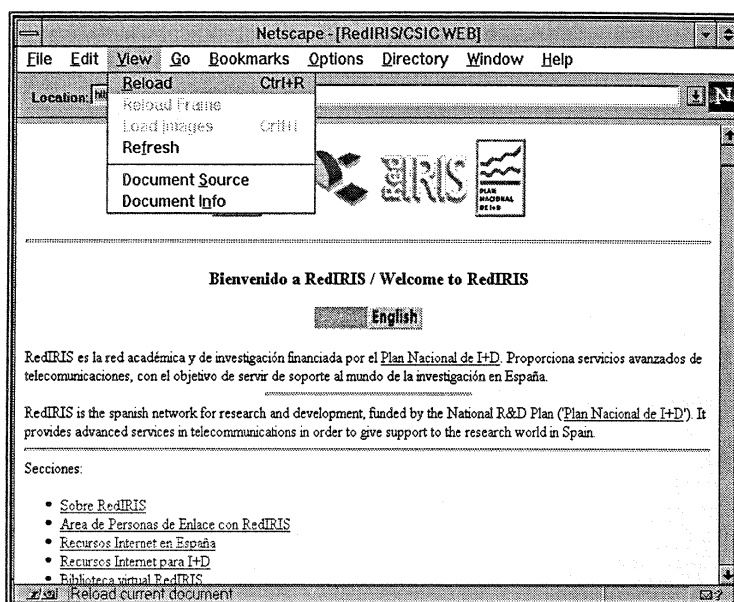 Netscape - [RedIRIS/CSIC WEB]
File Edit View Go Bookmarks Options Directory Window Help
Location:
Reload Ctrl+R
Reload Frame
Load Images Ctrl+I
Refresh
Document Source
Document Info
N
Red IRIS
PLAN
NACIONAL
DE I+D
Bienvenido a RedIRIS / Welcome to RedIRIS
English
RedIRIS es la red académica y de investigación financiada por el Plan Nacional de I+D. Proporciona servicios avanzados de
telecomunicaciones, con el objetivo de servir de soporte al mundo de la investigación en España.
RedIRIS is the spanish network for research and development, funded by the National R&D Plan ('Plan Nacional de I+D'). It
provides advanced services in telecommunications in order to give support to the research world in Spain.
Secciones:
• Sobre RedIRIS
• Area de Personas de Enlace con RedIRIS
• Recursos Internet en España
• Recursos Internet para I+D
• Biblioteca virtual RedIRIS
Reload current document